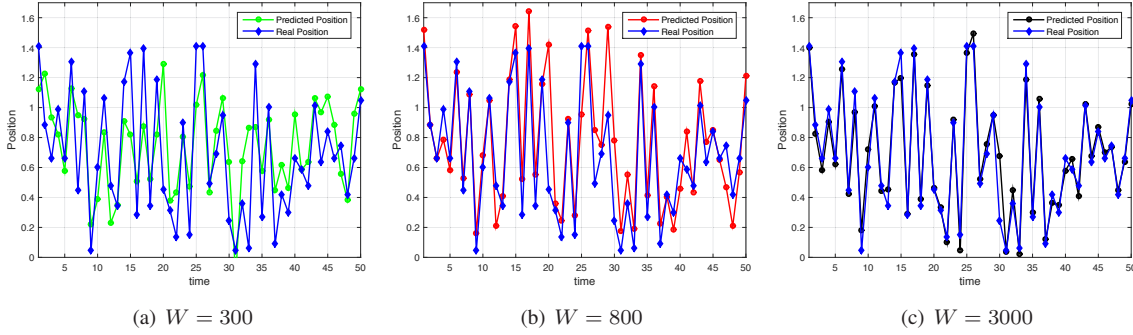 Predicted Position
Real Position
Position
1.6
1.4
1.2
1
0.8
0.6
0.4
0.2
0
5 10 15 20 25 30 35 40 45 50
time
(a) W = 300
Predicted Position
Real Position
Position
1.6
1.4
1.2
1
0.8
0.6
0.4
0.2
0
5 10 15 20 25 30 35 40 45 50
time
(b) W = 800
Predicted Position
Real Position
Position
1.6
1.4
1.2
1
0.8
0.6
0.4
0.2
0
5 10 15 20 25 30 35 40 45 50
time
(c) W = 3000